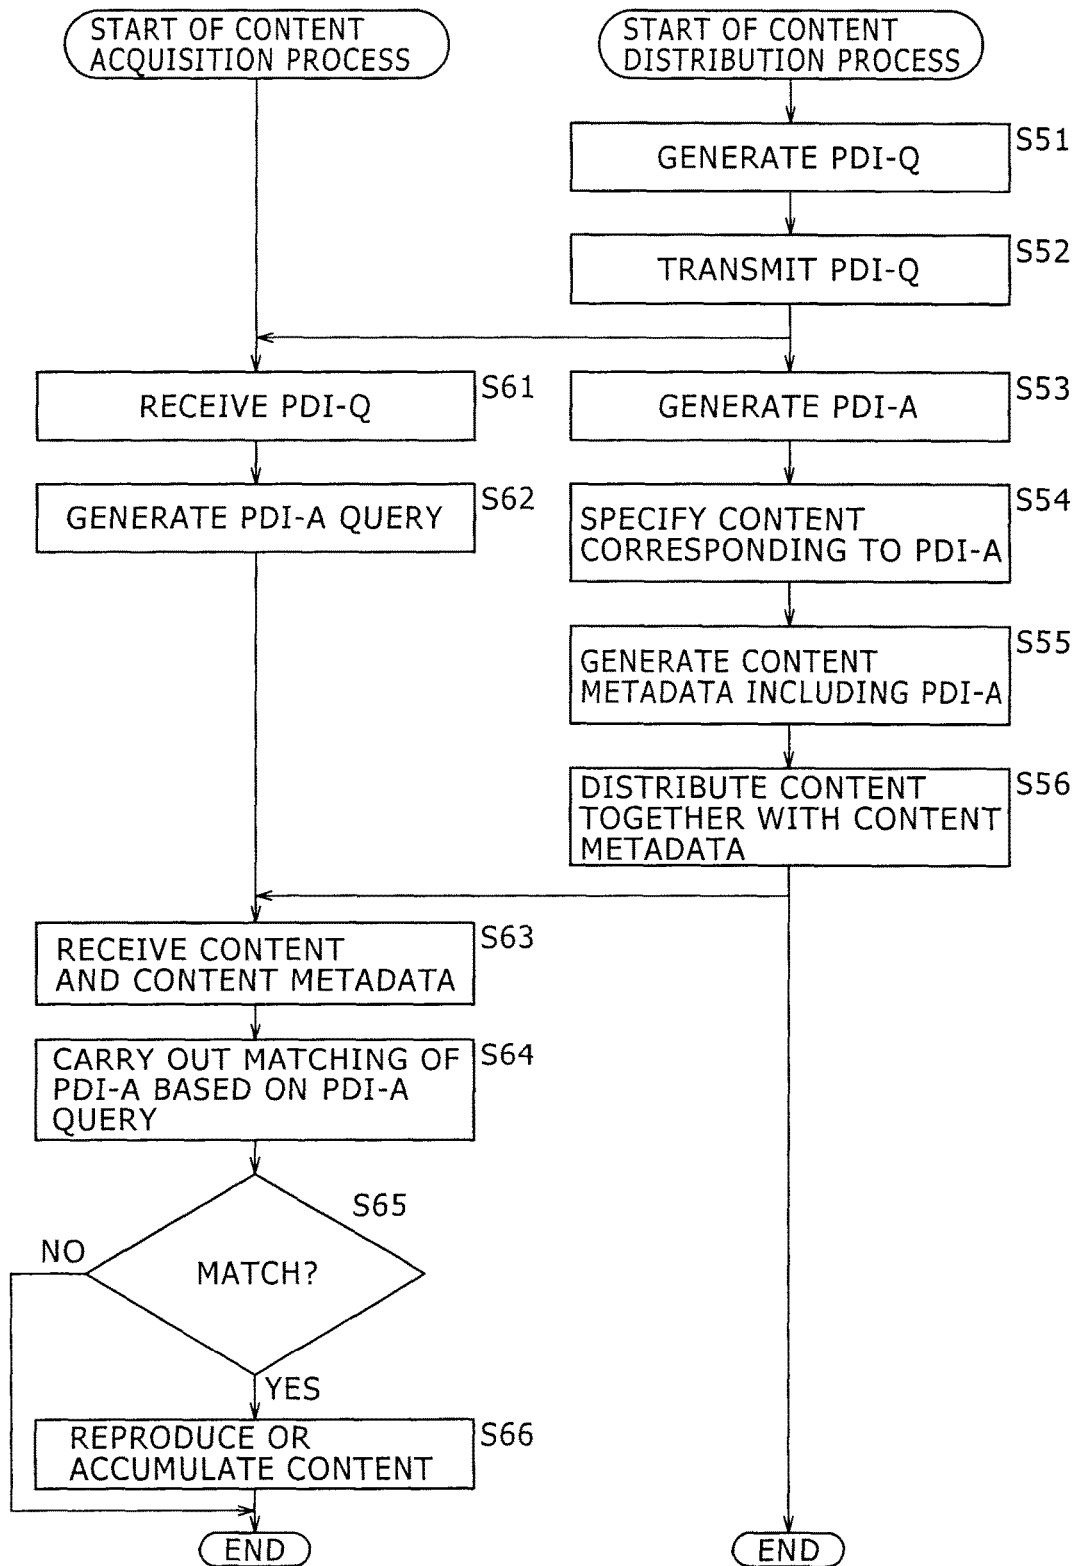 START OF CONTENT
ACQUISITION PROCESS
START OF CONTENT
DISTRIBUTION PROCESS
S51
GENERATE PDI-Q
S52
TRANSMIT PDI-Q
S61
RECEIVE PDI-Q
S53
GENERATE PDI-A
S62
GENERATE PDI-A QUERY
S54
SPECIFY CONTENT
CORRESPONDING TO PDI-A
S55
GENERATE CONTENT
METADATA INCLUDING PDI-A
S56
DISTRIBUTE CONTENT
TOGETHER WITH CONTENT
METADATA
S63
RECEIVE CONTENT
AND CONTENT METADATA
S64
CARRY OUT MATCHING OF
PDI-A BASED ON PDI-A
QUERY
S65
NO
MATCH?
YES
S66
REPRODUCE OR
ACCUMULATE CONTENT
END
END